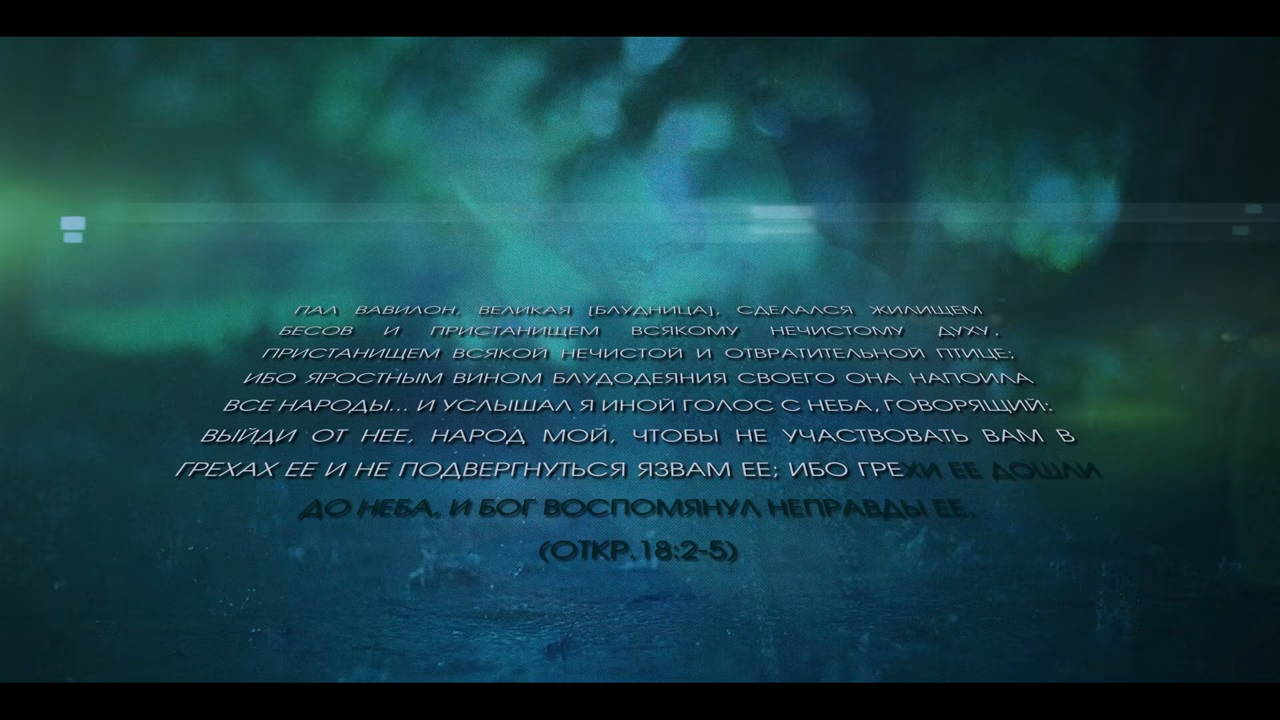 ПАЛ ВАВИЛОН, ВЕЛИКАЯ [БЛУДНИЦА], СДЕЛАЛСЯ ЖИЛИЩЕМ
БЕСОВ И ПРИСТАНИЩЕМ ВСЯКОМУ НЕЧИСТОМУ ДУХУ,
ПРИСТАНИЩЕМ ВСЯКОЙ НЕЧИСТОЙ И ОТВРАТИТЕЛЬНОЙ ПТИЦЕ;
ИБО ЯРОСТНЫМ ВИНОМ БЛУДОДЕЯНИЯ СВОЕГО ОНА НАПОИЛА
ВСЕ НАРОДЫ... И УСЛЫШАЛ Я ИНОЙ ГОЛОС С НЕБА, ГОВОРЯЩИЙ:
ВЫЙДИ ОТ НЕЕ, НАРОД МОЙ, ЧТОБЫ НЕ УЧАСТВОВАТЬ ВАМ В
ГРЕХАХ ЕЕ И НЕ ПОДВЕРГНУТЬСЯ ЯЗВАМ ЕЕ; ИБО ГРЕХИ ЕЕ ДОШЛИ
ДО НЕБА, И БОГ ВОСПОМЯНУЛ НЕПРАВДЫ ЕЕ.
(ОТКР.18:2-5)